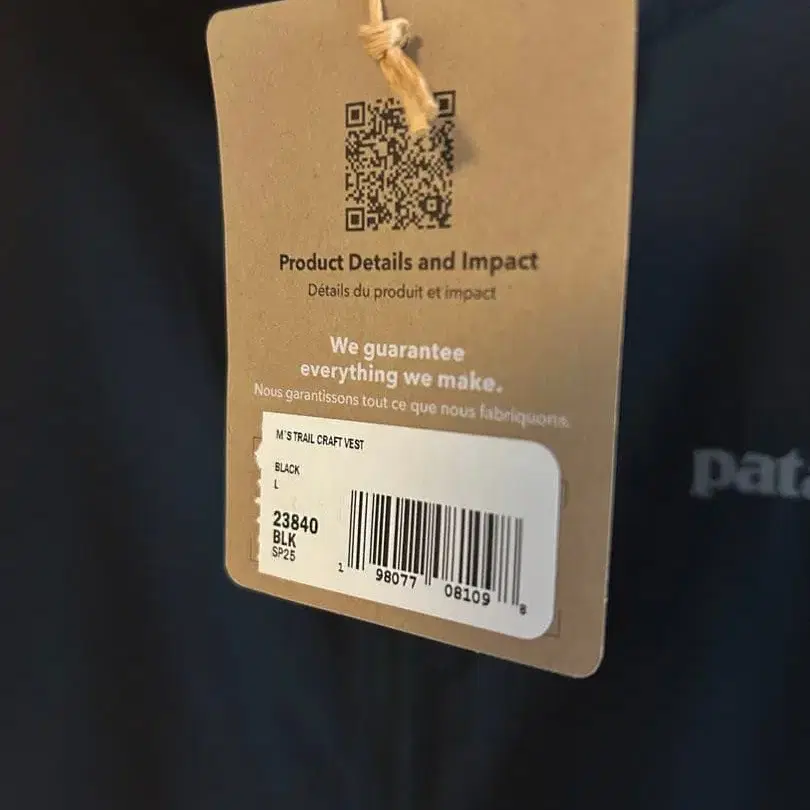 Product Details and Impact
Détails du produit et impact
We guarantee
everything we make.
Nous garantissons tout ce que nous fabriquons.
M'S TRAIL CRAFT VEST
BLACK
L
23840
BLK
SP25
1 98077 08109 8
pat